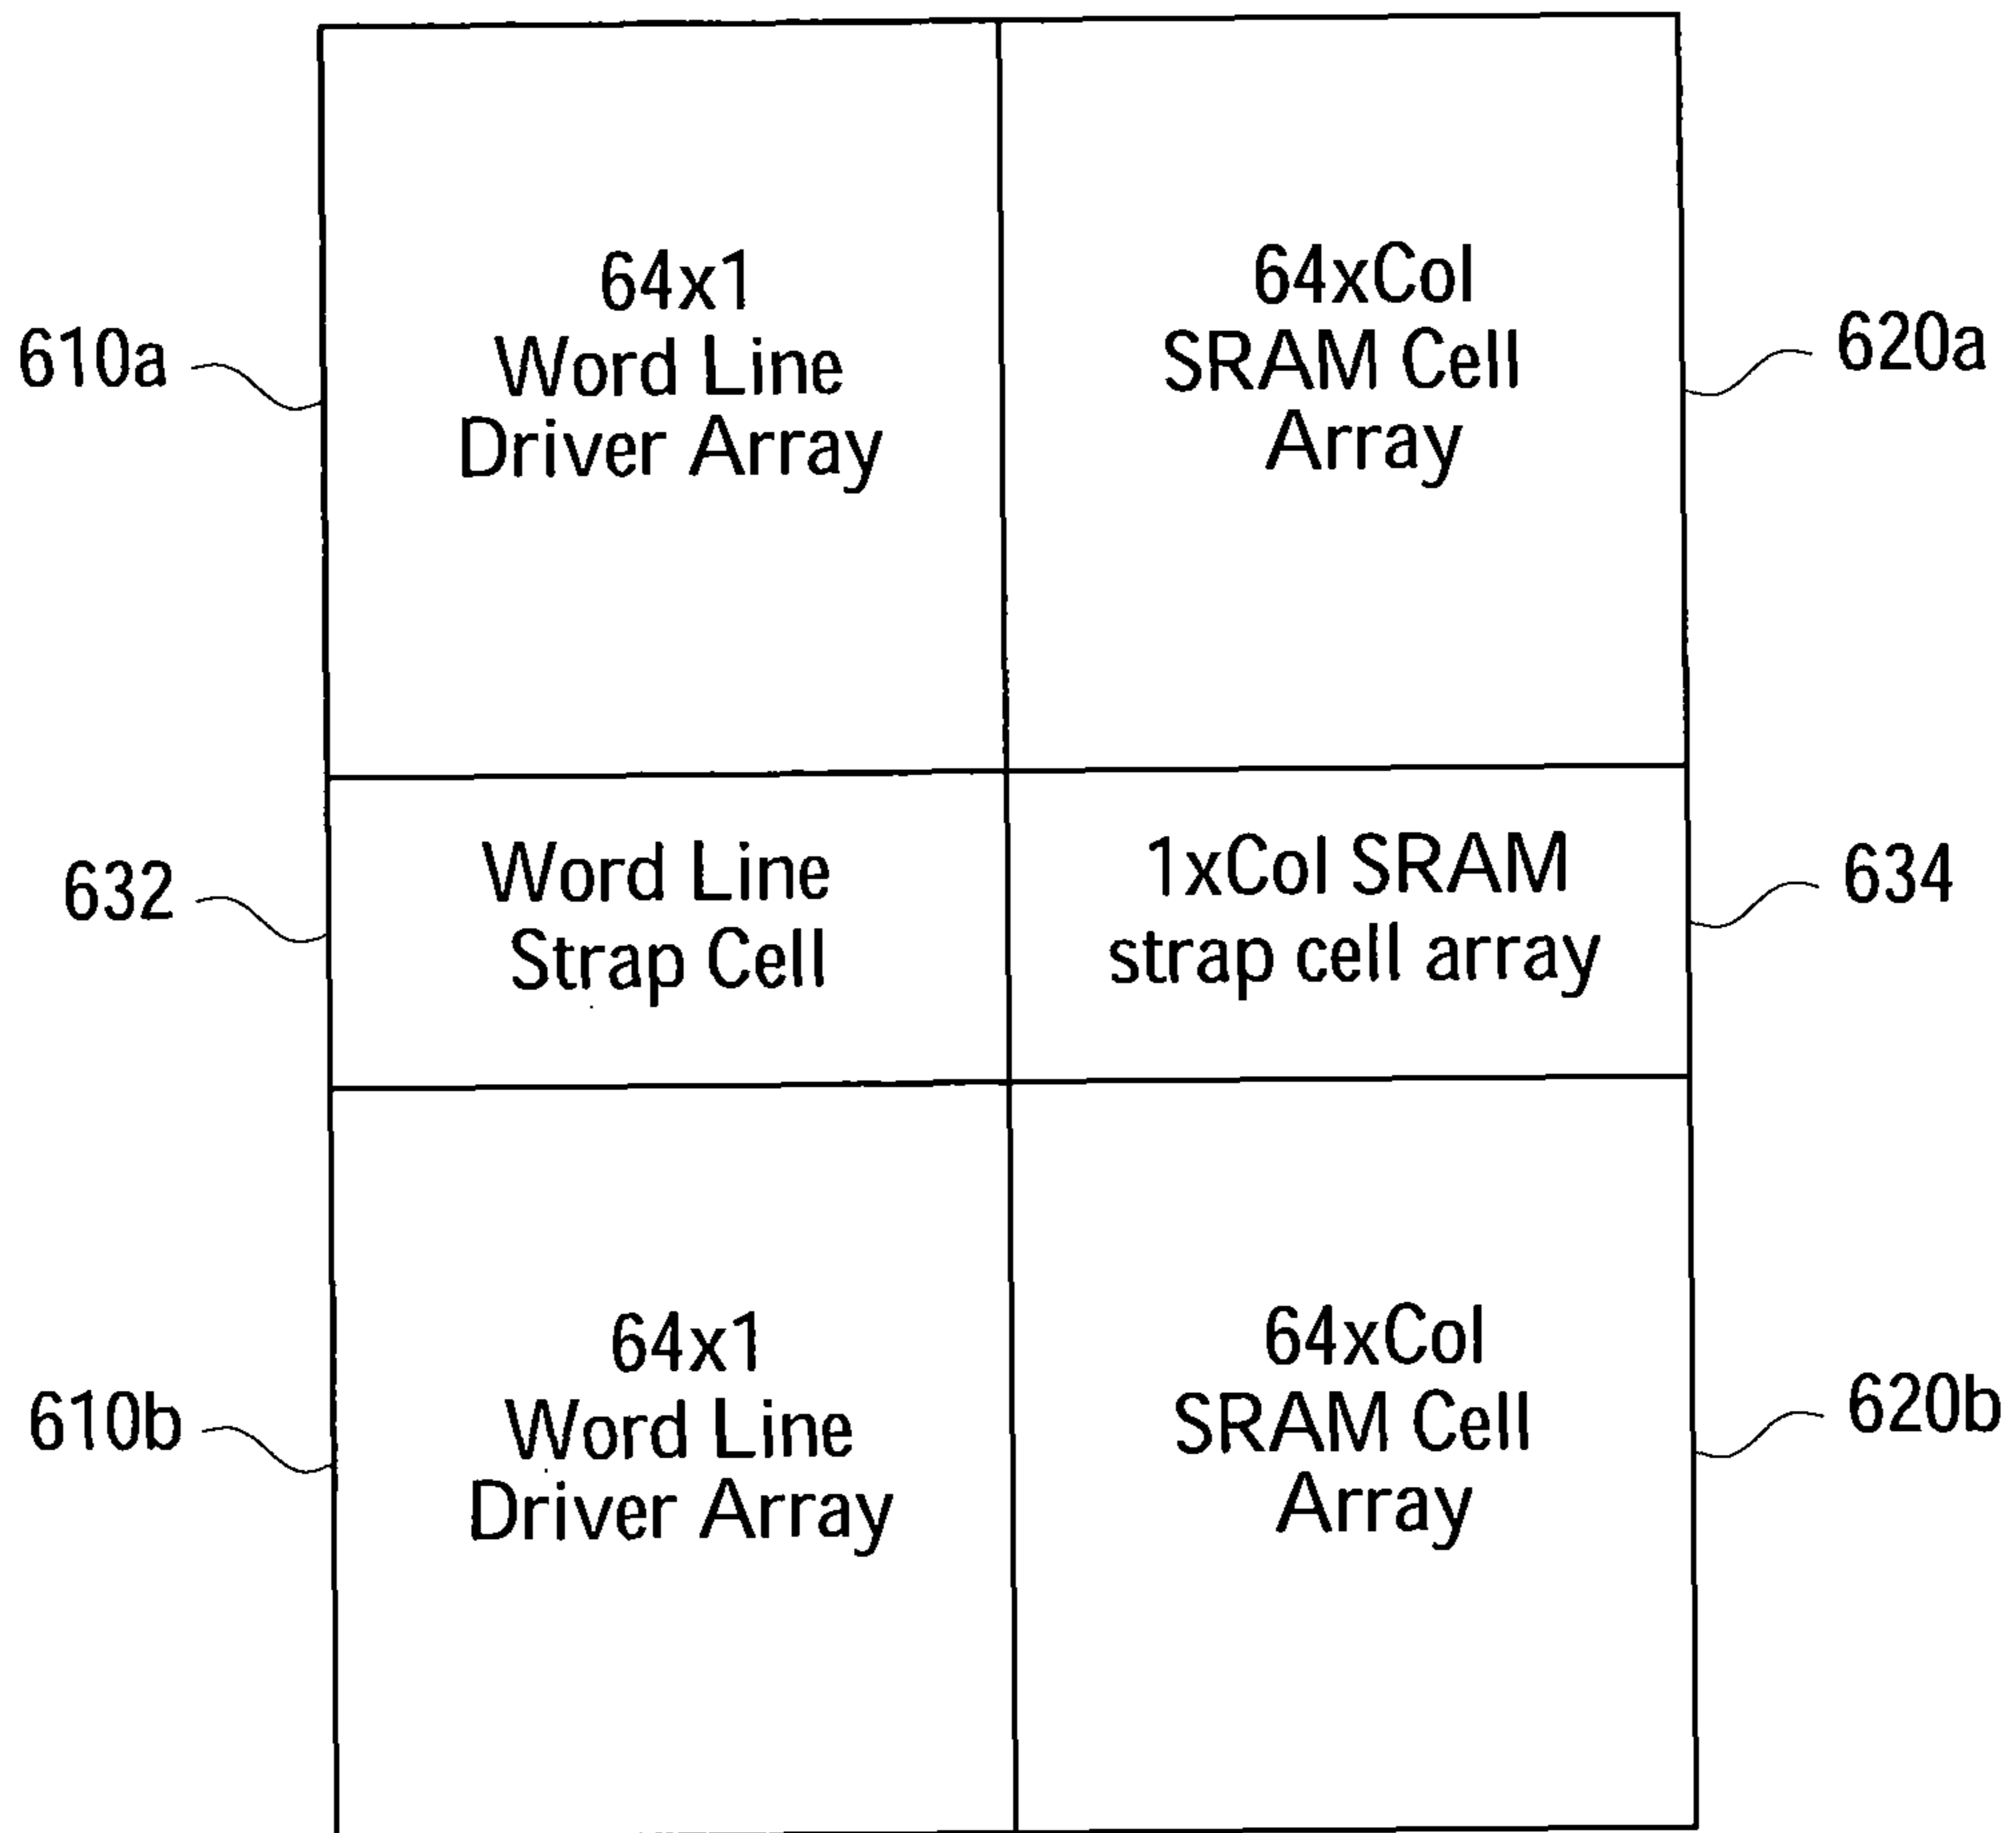 64x1
Word Line
Driver Array
64xCol
SRAM Cell
Array
610a
620a
Word Line
Strap Cell
1xCol SRAM
strap cell array
632
634
64x1
Word Line
Driver Array
64xCol
SRAM Cell
Array
610b
620b